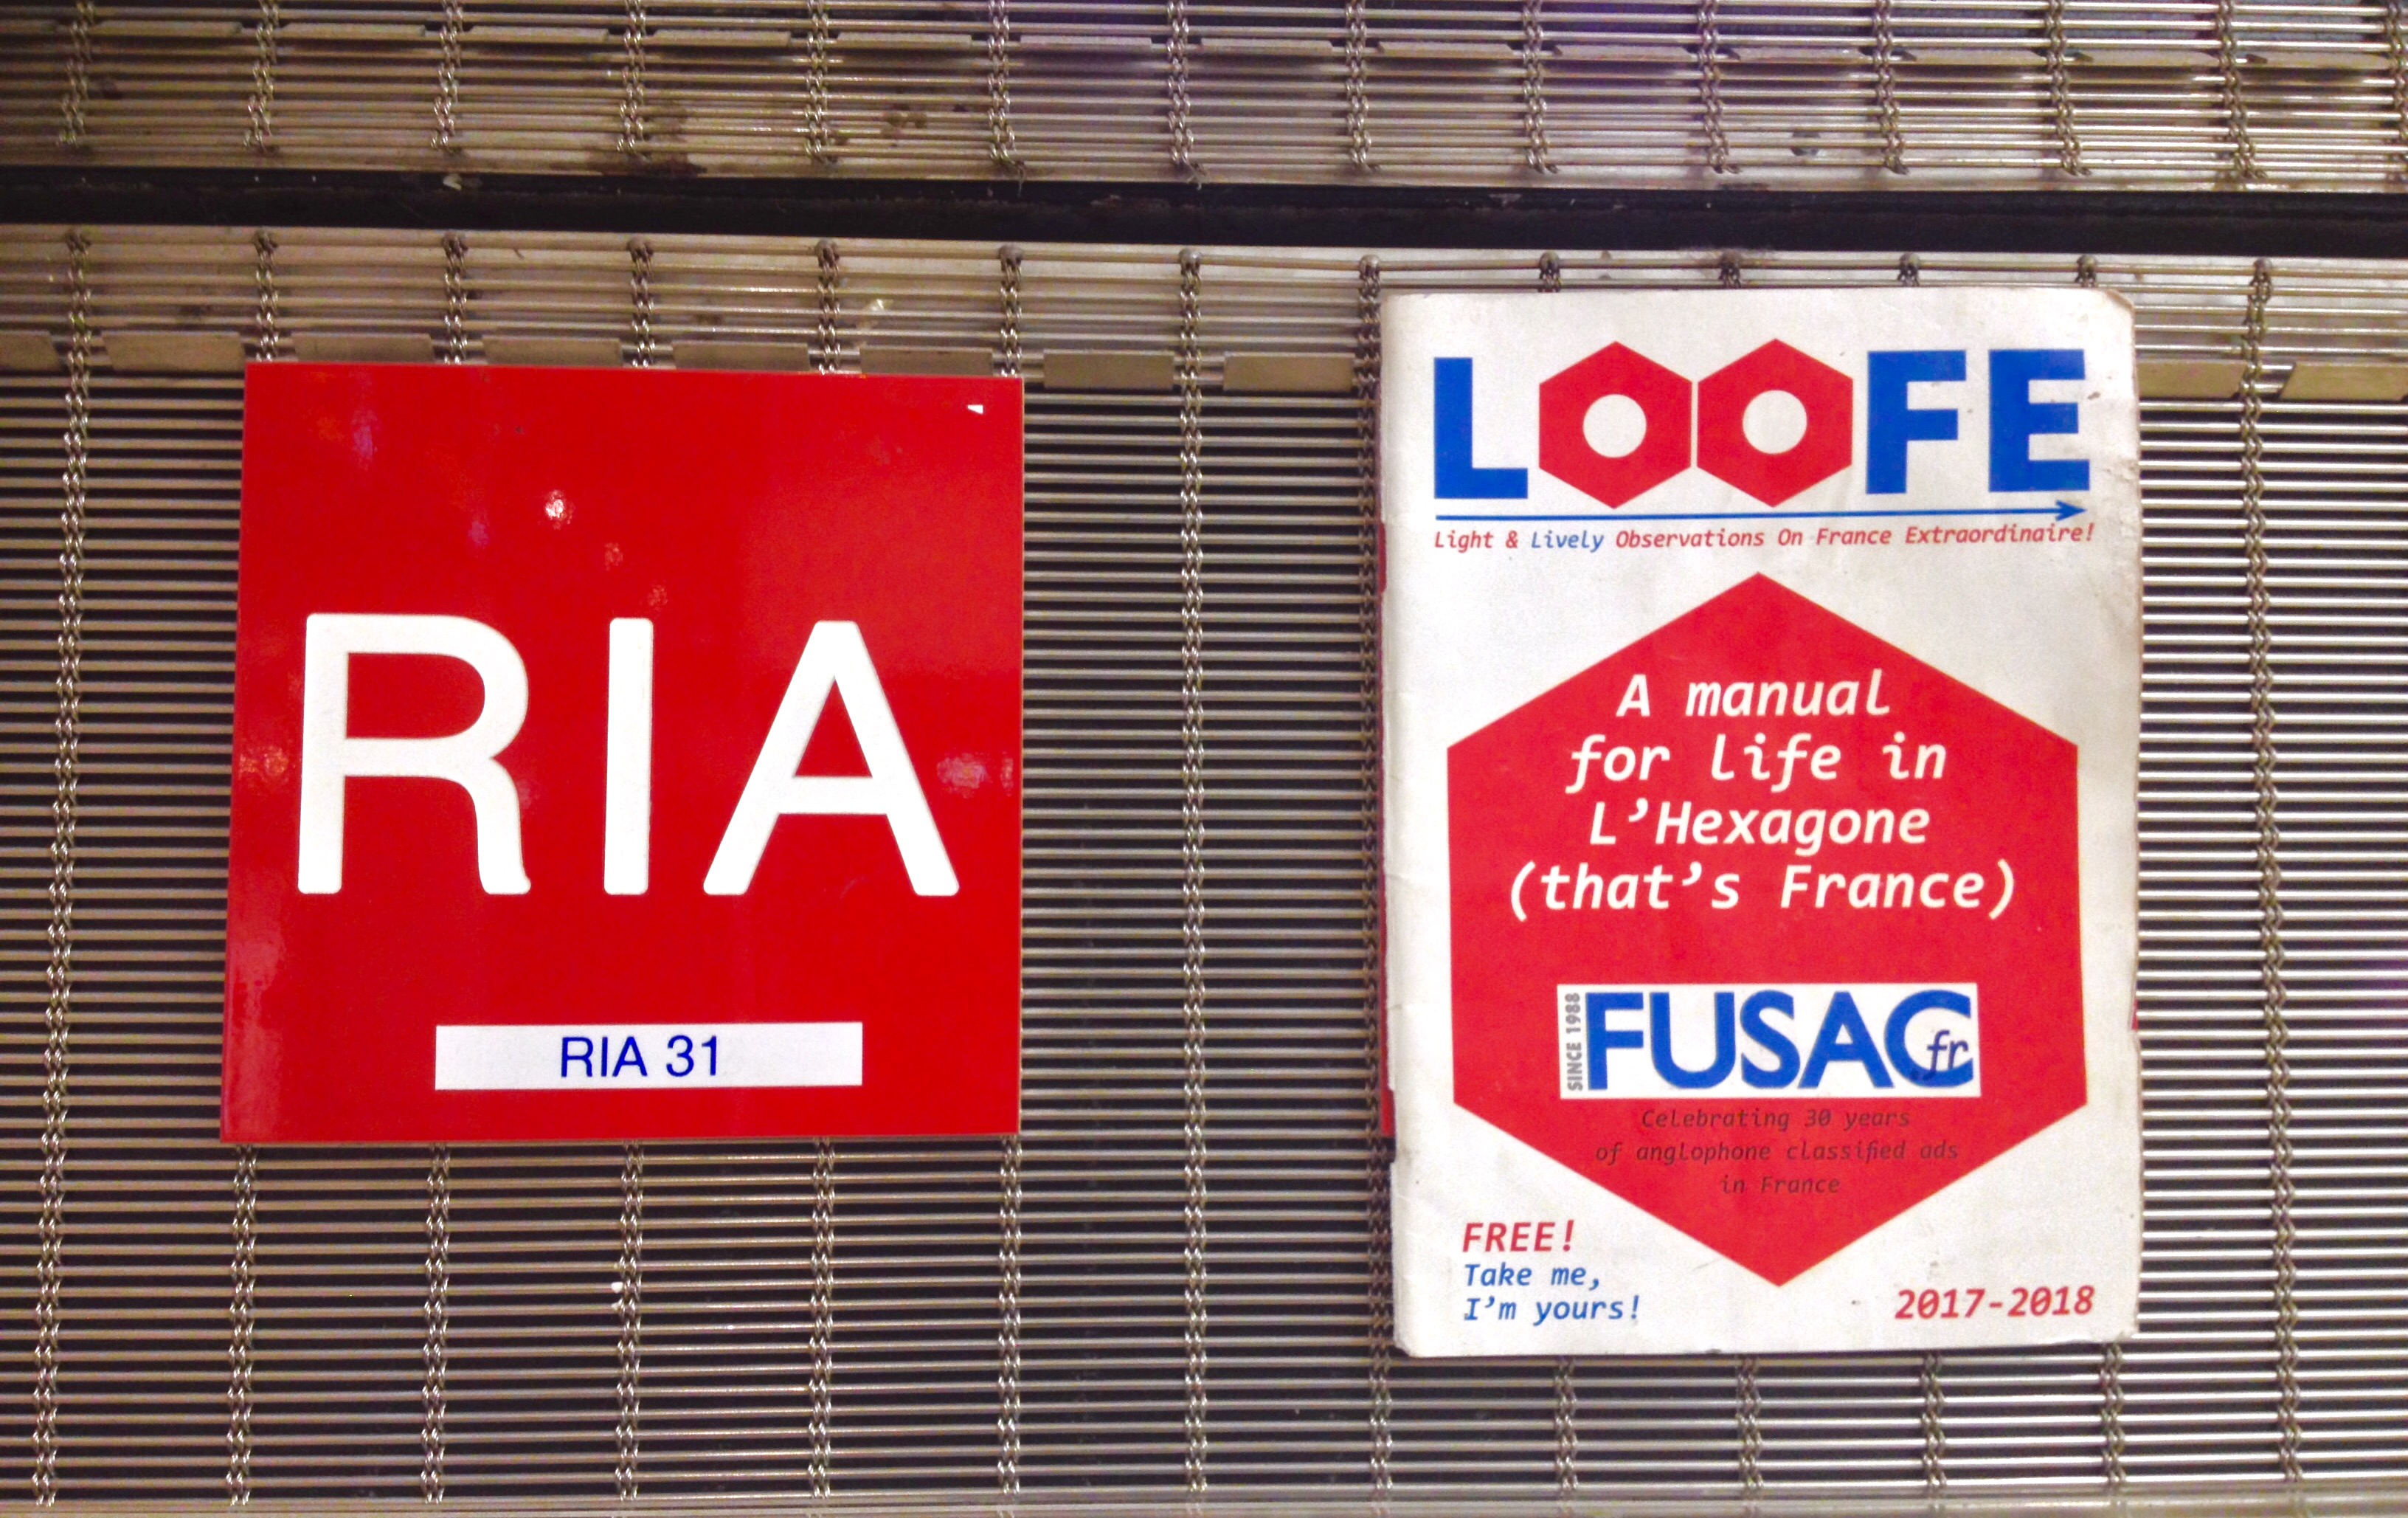 RIA
RIA 31
LOOFE
Light & Lively Observations On France Extraordinaire!
A manual
for life in
L'Hexagone
(that's France)
SINCE 1988
FUSAC fr
Celebrating 30 years
of anglophone classified ads
in France
FREE!
Take me,
I'm yours!
2017-2018